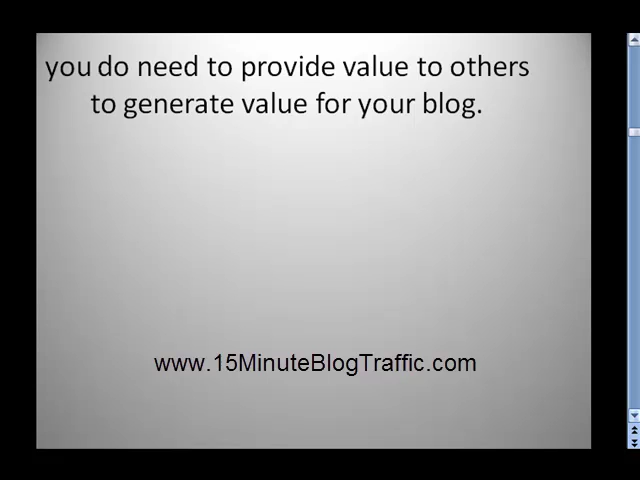 you do need to provide value to others
to generate value for your blog.
www.15MinuteBlogTraffic.com